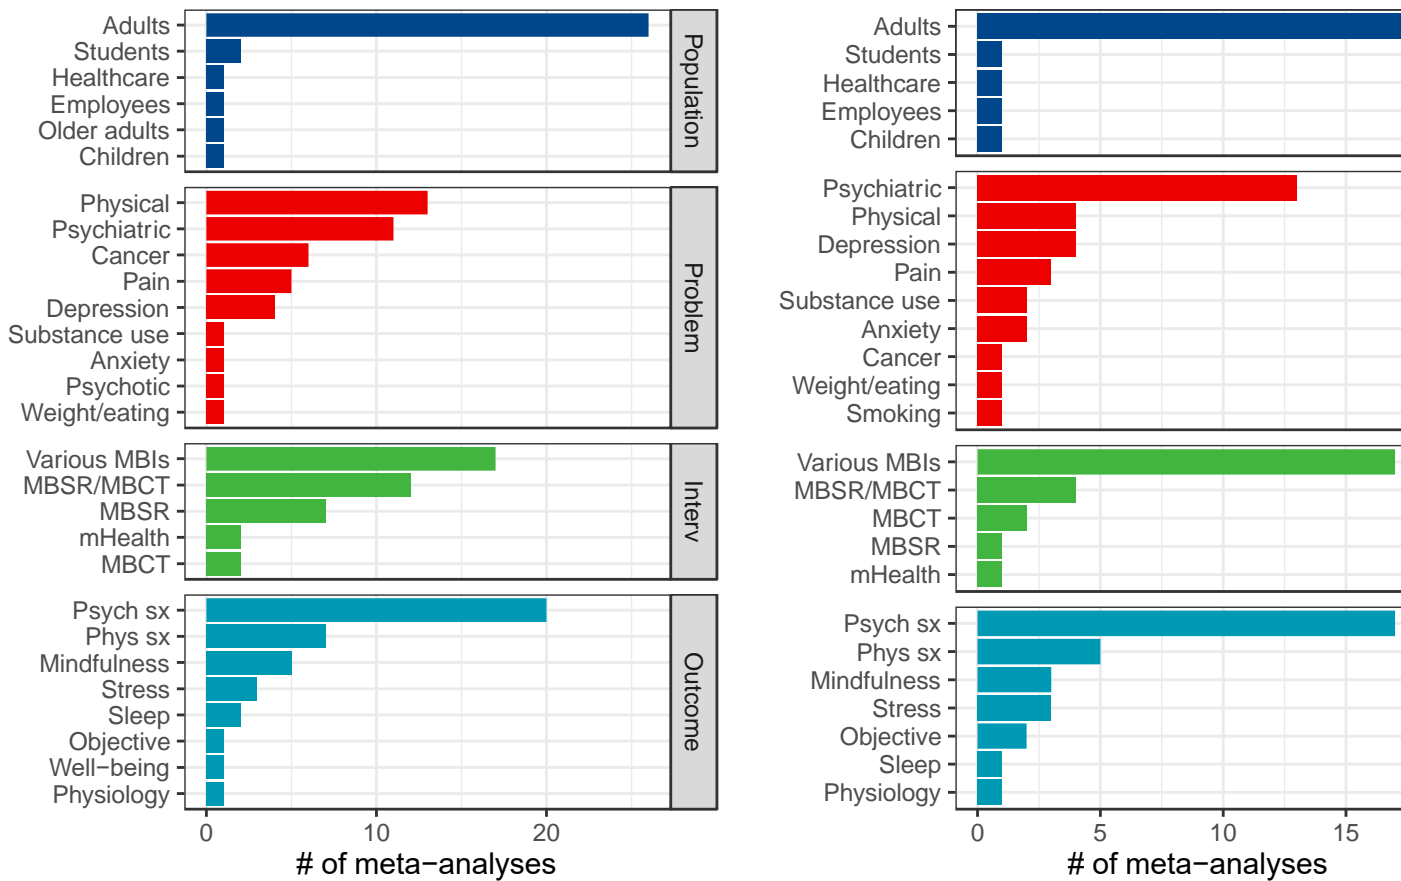 Adults
Students
Healthcare
Employees
Older adults
Children
Population
Physical
Psychiatric
Cancer
Pain
Depression
Substance use
Anxiety
Psychotic
Weight/eating
Problem
Various MBIs
MBSR/MBCT
MBSR
mHealth
MBCT
Interv
Psych sx
Phys sx
Mindfulness
Stress
Sleep
Objective
Well−being
Physiology
Outcome
0 10 20
# of meta−analyses
Adults
Students
Healthcare
Employees
Children
Psychiatric
Physical
Depression
Pain
Substance use
Anxiety
Cancer
Weight/eating
Smoking
Various MBIs
MBSR/MBCT
MBCT
MBSR
mHealth
Psych sx
Phys sx
Mindfulness
Stress
Objective
Sleep
Physiology
0 5 10 15
# of meta−analyses